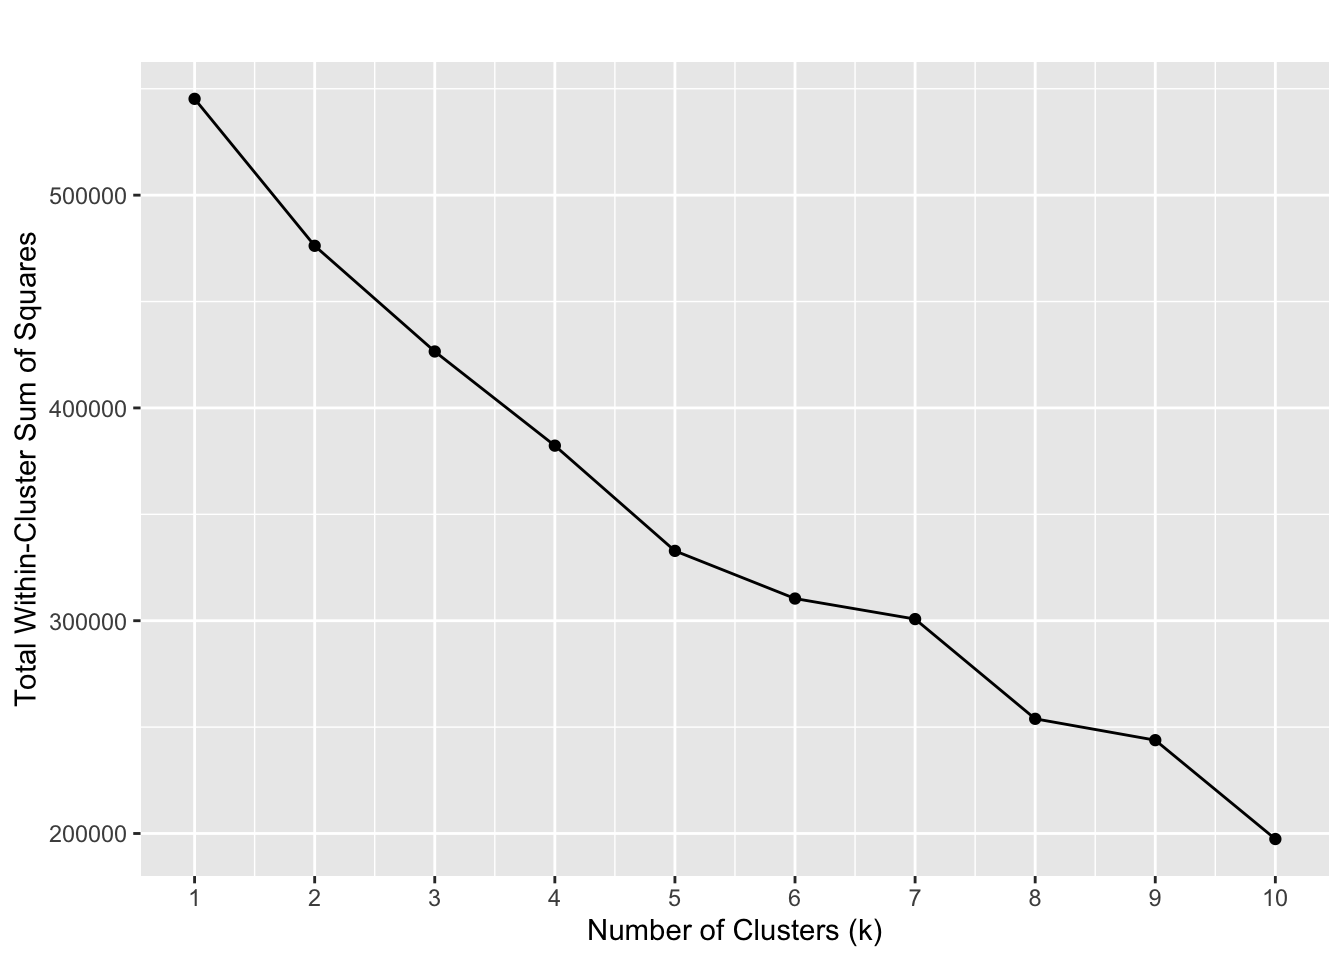 500000
400000
300000
200000
Total Within-Cluster Sum of Squares
1 2 3 4 5 6 7 8 9 10
Number of Clusters (k)